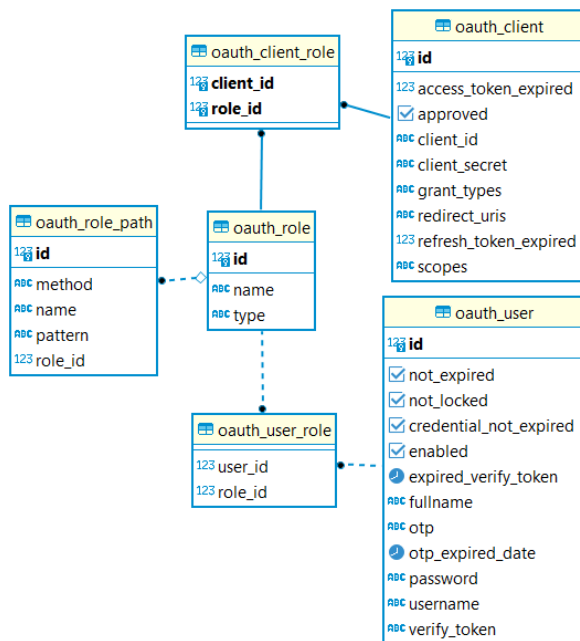 oauth_client_role
client_id
role_id
oauth_client
id
access_token_expired
approved
client_id
client_secret
grant_types
redirect_uris
refresh_token_expired
scopes
oauth_role_path
id
method
name
pattern
role_id
oauth_role
id
name
type
oauth_user_role
user_id
role_id
oauth_user
id
not_expired
not_locked
credential_not_expired
enabled
expired_verify_token
fullname
otp
otp_expired_date
password
username
verify_token